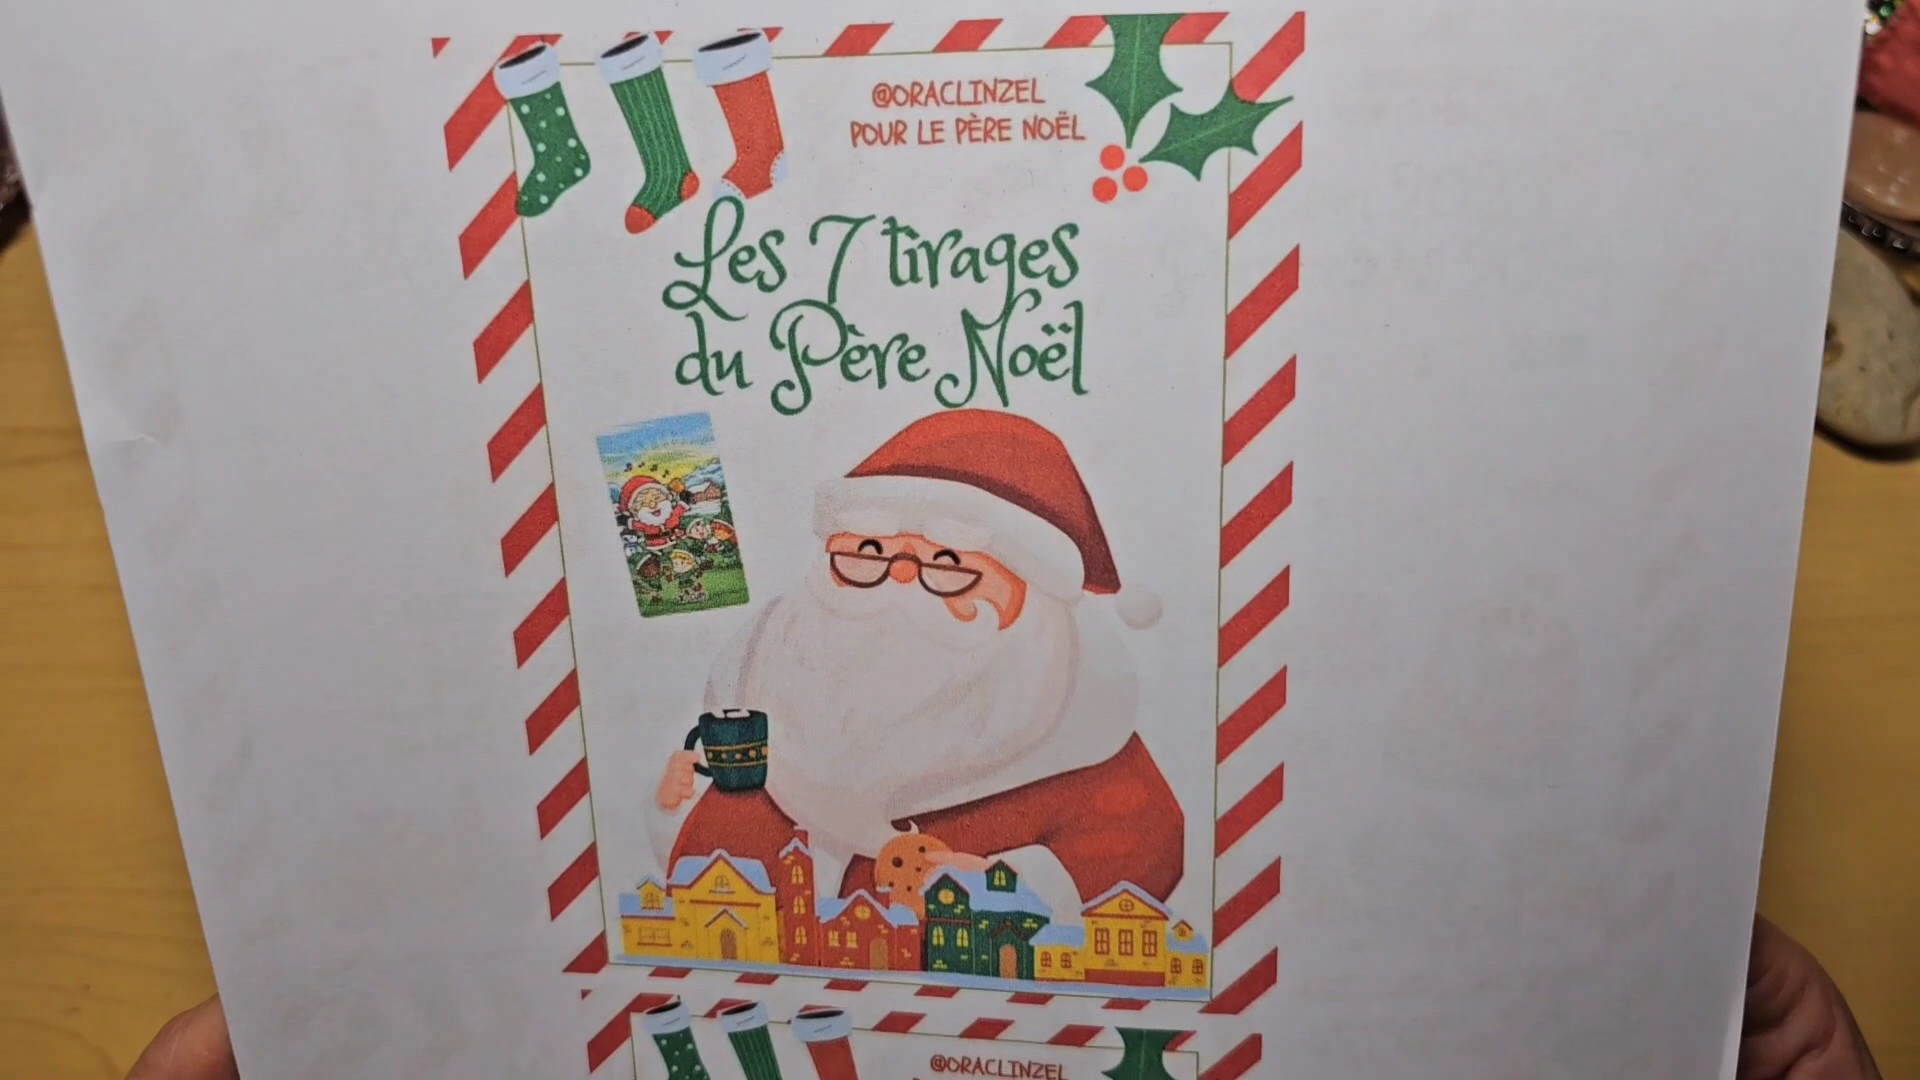 @ORACLINZEL
POUR LE PÈRE NOËL
Les 7 tirages
du Père Noël
@ORACLINZEL